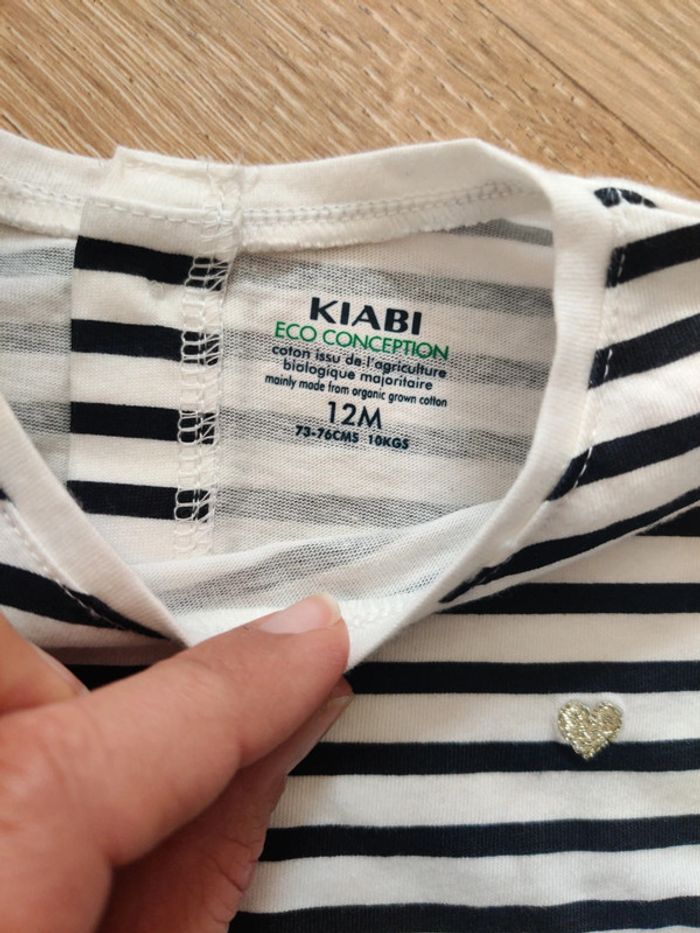 KIABI
ECO CONCEPTION
coton issu de l'agriculture
biologique majoritaire
mainly made from organic grown cotton
12M
73-76CMS 10KGS